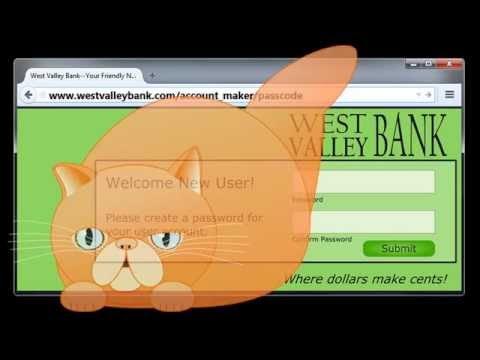 West Valley Bank--Your Friendly N...
www.westvalleybank.com/account_maker/passcode
WEST VALLEY BANK
Welcome New User!
Please create a password for
your user account.
Password
Confirm Password
Submit
Where dollars make cents!